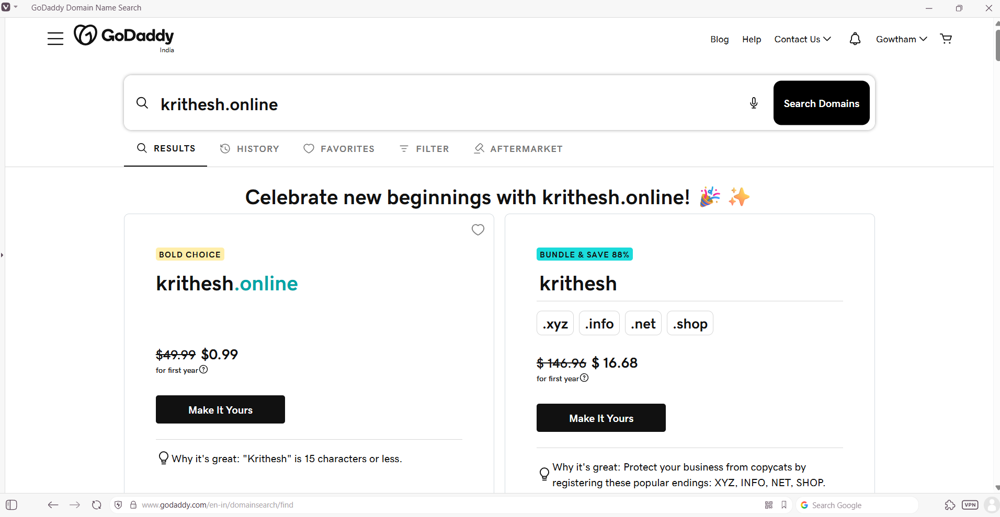 GoDaddy Domain Name Search
GoDaddy
India
Blog Help Contact Us Gowtham
krithesh.online
Search Domains
RESULTS HISTORY FAVORITES FILTER AFTERMARKET
Celebrate new beginnings with krithesh.online! 🎉 ✨
BOLD CHOICE
krithesh.online
$49.99 $0.99
for first year
Make It Yours
Why it's great: "Krithesh" is 15 characters or less.
BUNDLE & SAVE 88%
krithesh
.xyz .info .net .shop
$ 146.96 $ 16.68
for first year
Make It Yours
Why it's great: Protect your business from copycats by
registering these popular endings: XYZ, INFO, NET, SHOP.
www.godaddy.com/en-in/domainsearch/find
Search Google
VPN